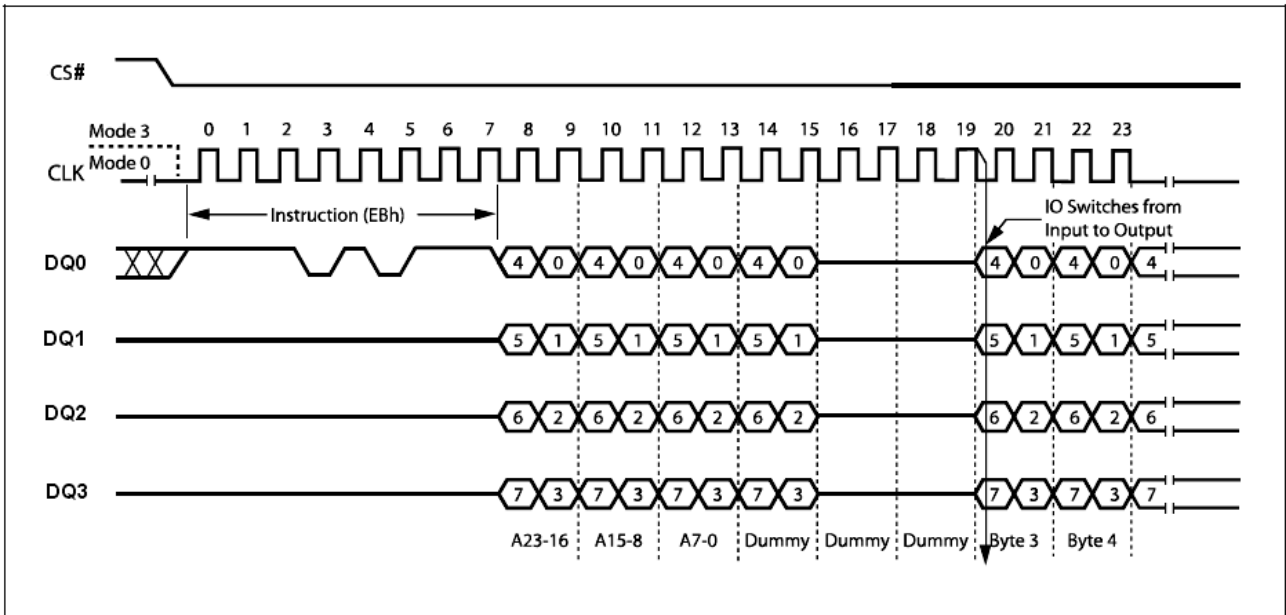 CS#
Mode 3 0 1 2 3 4 5 6 7 8 9 10 11 12 13 14 15 16 17 18 19 20 21 22 23
CLK Mode 0
Instruction (EBh)
IO Switches from
Input to Output
DQ0 4 0 4 0 4 0 4 0 4 0 4 0 4
DQ1 5 1 5 1 5 1 5 1 5 1 5 1 5
DQ2 6 2 6 2 6 2 6 2 6 2 6 2 6
DQ3 7 3 7 3 7 3 7 3 7 3 7 3 7
A23-16 A15-8 A7-0 Dummy Dummy Dummy Byte 3 Byte 4